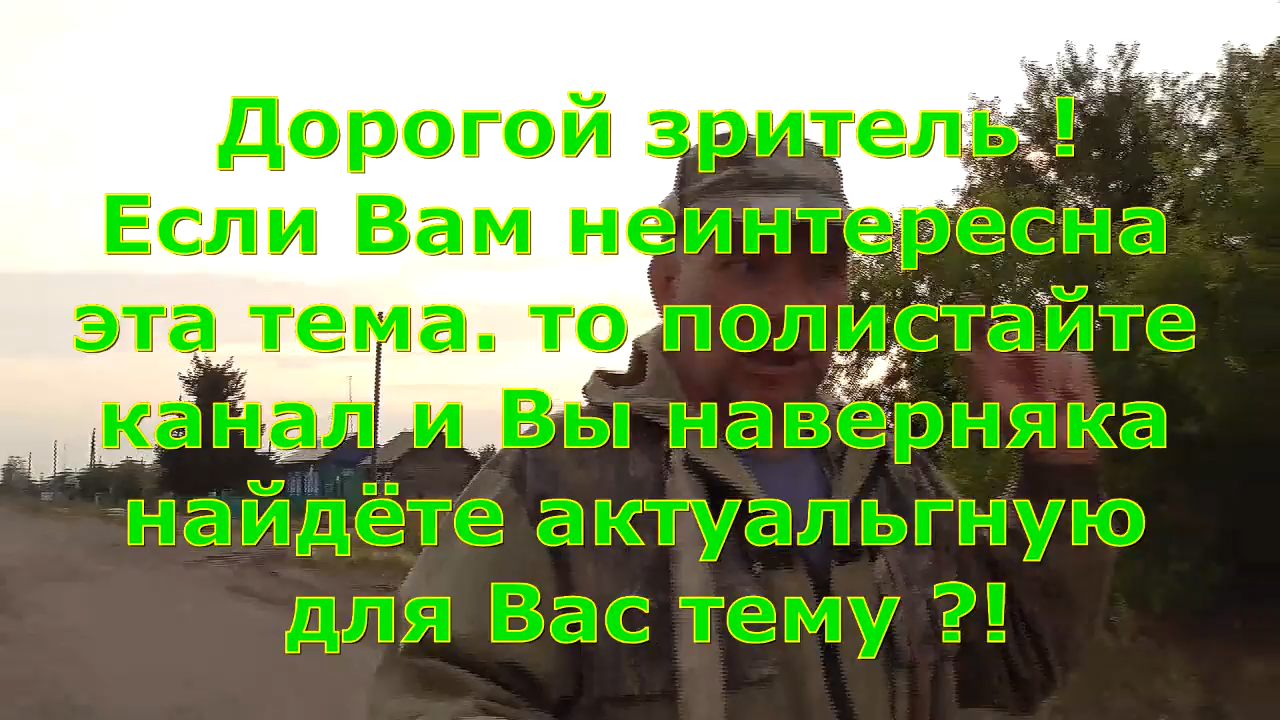 Дорогой зритель !
Если Вам неинтересна
эта тема. то полистайте
канал и Вы наверняка
найдёте актуальгную
для Вас тему ?!